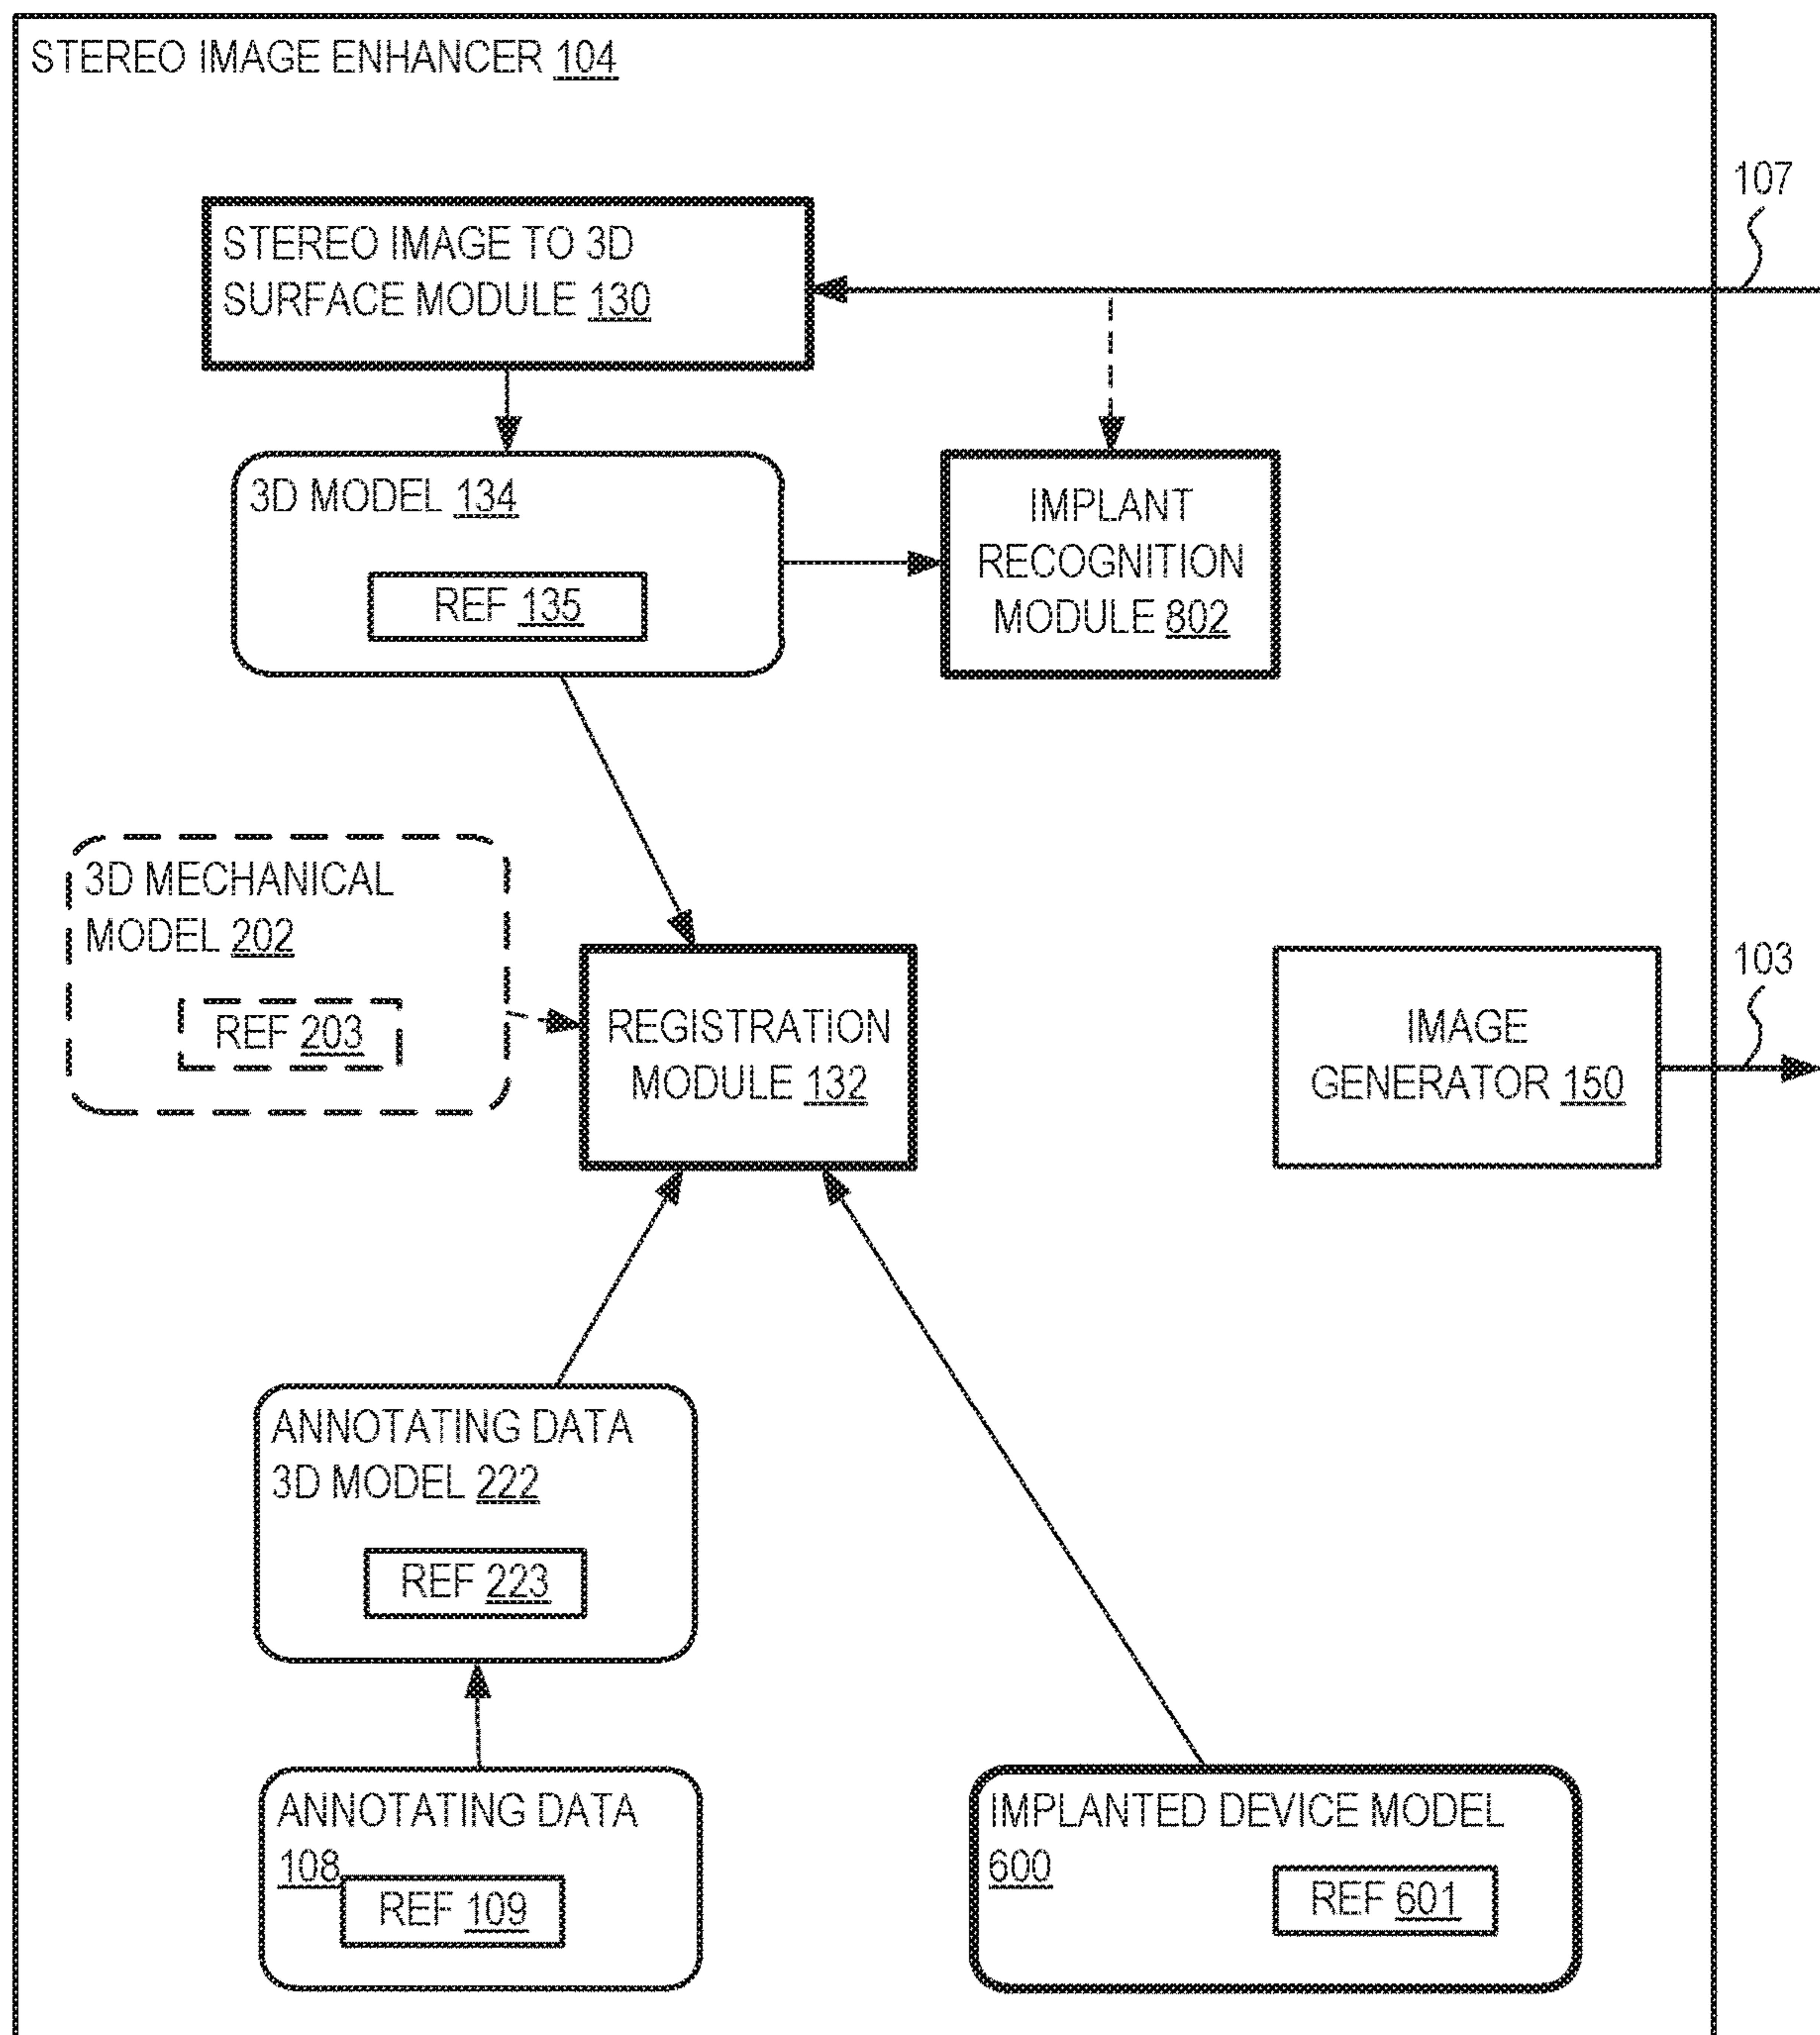 STEREO IMAGE ENHANCER 104
107
STEREO IMAGE TO 3D
SURFACE MODULE 130
3D MODEL 134
REF 135
IMPLANT
RECOGNITION
MODULE 802
3D MECHANICAL
MODEL 202
REF 203
REGISTRATION
MODULE 132
IMAGE
GENERATOR 150
103
ANNOTATING DATA
3D MODEL 222
REF 223
ANNOTATING DATA
108
REF 109
IMPLANTED DEVICE MODEL
600
REF 601